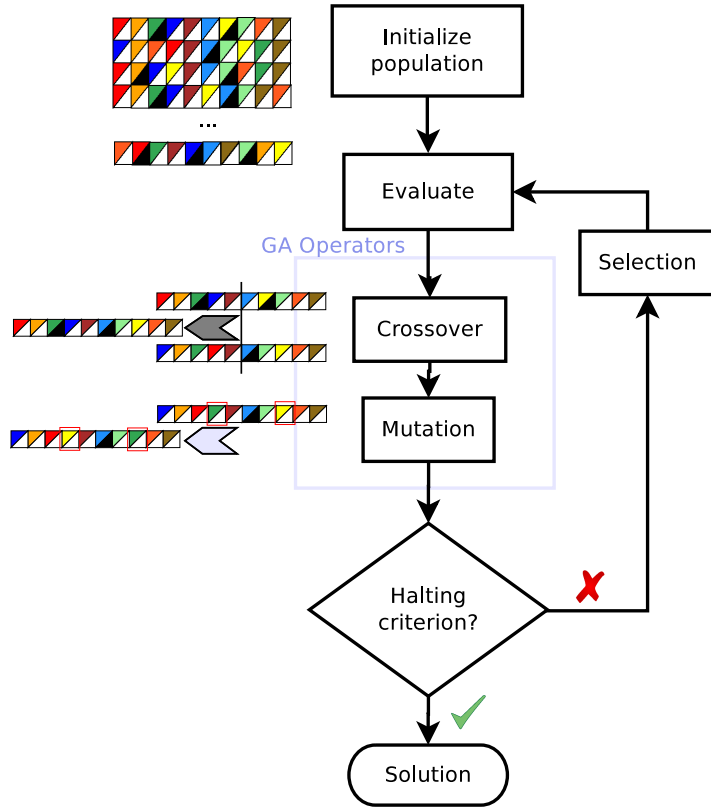 Initialize
population
...
Evaluate
GA Operators
Selection
Crossover
Mutation
Halting
criterion?
Solution